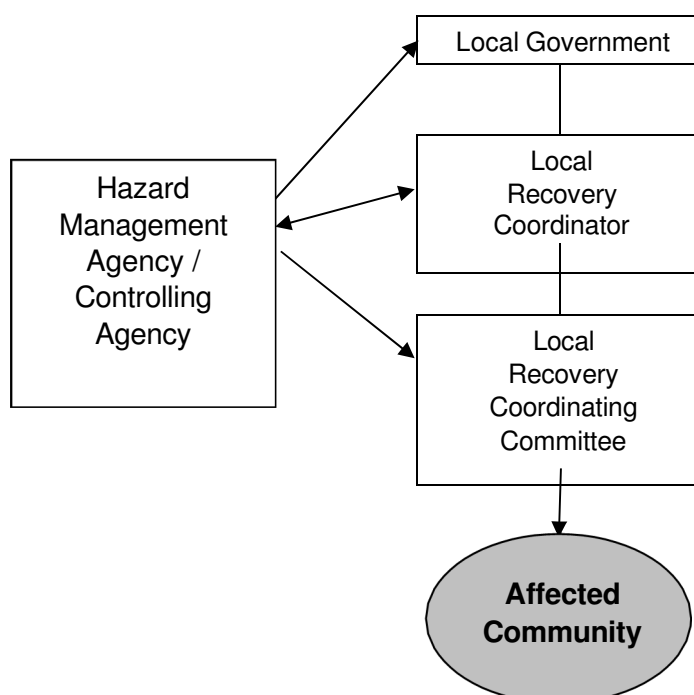 Local Government
Hazard
Management
Agency /
Controlling
Agency
Local
Recovery
Coordinator
Local
Recovery
Coordinating
Committee
Affected
Community